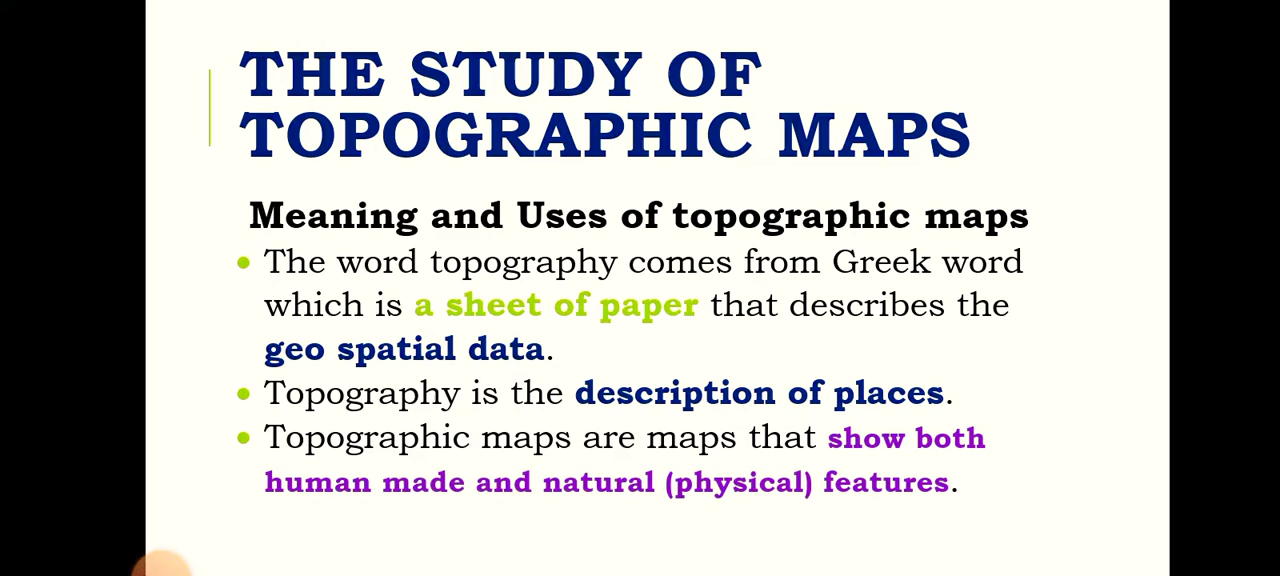 THE STUDY OF
TOPOGRAPHIC MAPS
Meaning and Uses of topographic maps
• The word topography comes from Greek word
which is a sheet of paper that describes the
geo spatial data.
• Topography is the description of places.
• Topographic maps are maps that show both
human made and natural (physical) features.